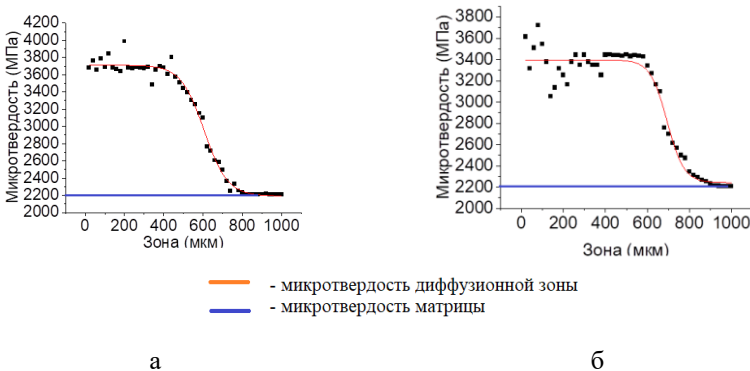 4200
4000
3800
3600
3400
3200
3000
2800
2600
2400
2200
2000
Микротвердость (МПа)
0 200 400 600 800 1000
Зона (мкм)
3800
3600
3400
3200
3000
2800
2600
2400
2200
2000
Микротвердость (МПа)
0 200 400 600 800 1000
Зона (мкм)
- микротвердость диффузионной зоны
- микротвердость матрицы
а б